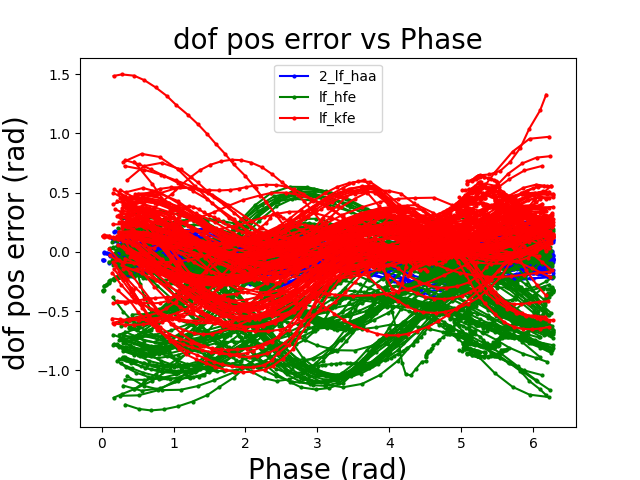 dof pos error vs Phase
dof pos error (rad)
1.5
1.0
0.5
0.0
−0.5
−1.0
2_lf_haa
lf_hfe
lf_kfe
0 1 2 3 4 5 6
Phase (rad)